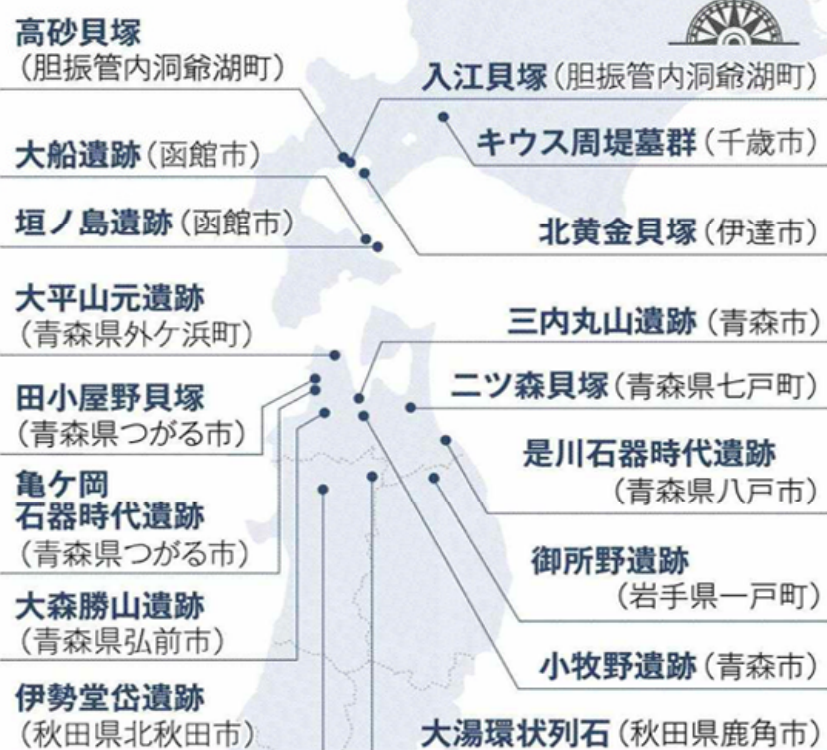 高砂貝塚
（胆振管内洞爺湖町）
入江貝塚（胆振管内洞爺湖町）
キウス周堤墓群（千歳市）
大船遺跡（函館市）
垣ノ島遺跡（函館市）
北黄金貝塚（伊達市）
大平山元遺跡
（青森県外ケ浜町）
三内丸山遺跡（青森市）
田小屋野貝塚
（青森県つがる市）
二ツ森貝塚（青森県七戸町）
是川石器時代遺跡
（青森県八戸市）
亀ケ岡
石器時代遺跡
（青森県つがる市）
御所野遺跡
（岩手県一戸町）
大森勝山遺跡
（青森県弘前市）
小牧野遺跡（青森市）
伊勢堂岱遺跡
（秋田県北秋田市）
大湯環状列石（秋田県鹿角市）